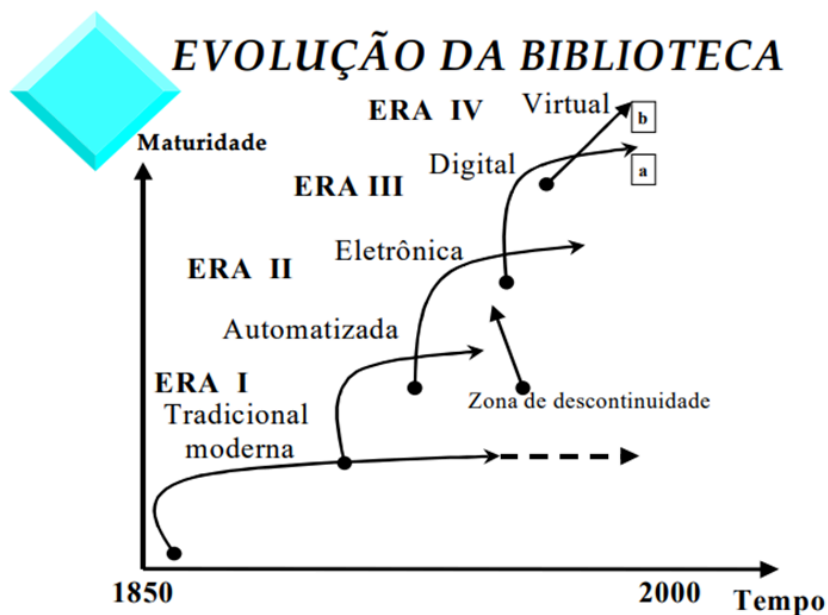 EVOLUÇÃO DA BIBLIOTECA
ERA IV
Virtual
b
Maturidade
Digital
a
ERA III
Eletrônica
ERA II
Automatizada
ERA I
Zona de descontinuidade
Tradicional
moderna
1850
2000
Tempo